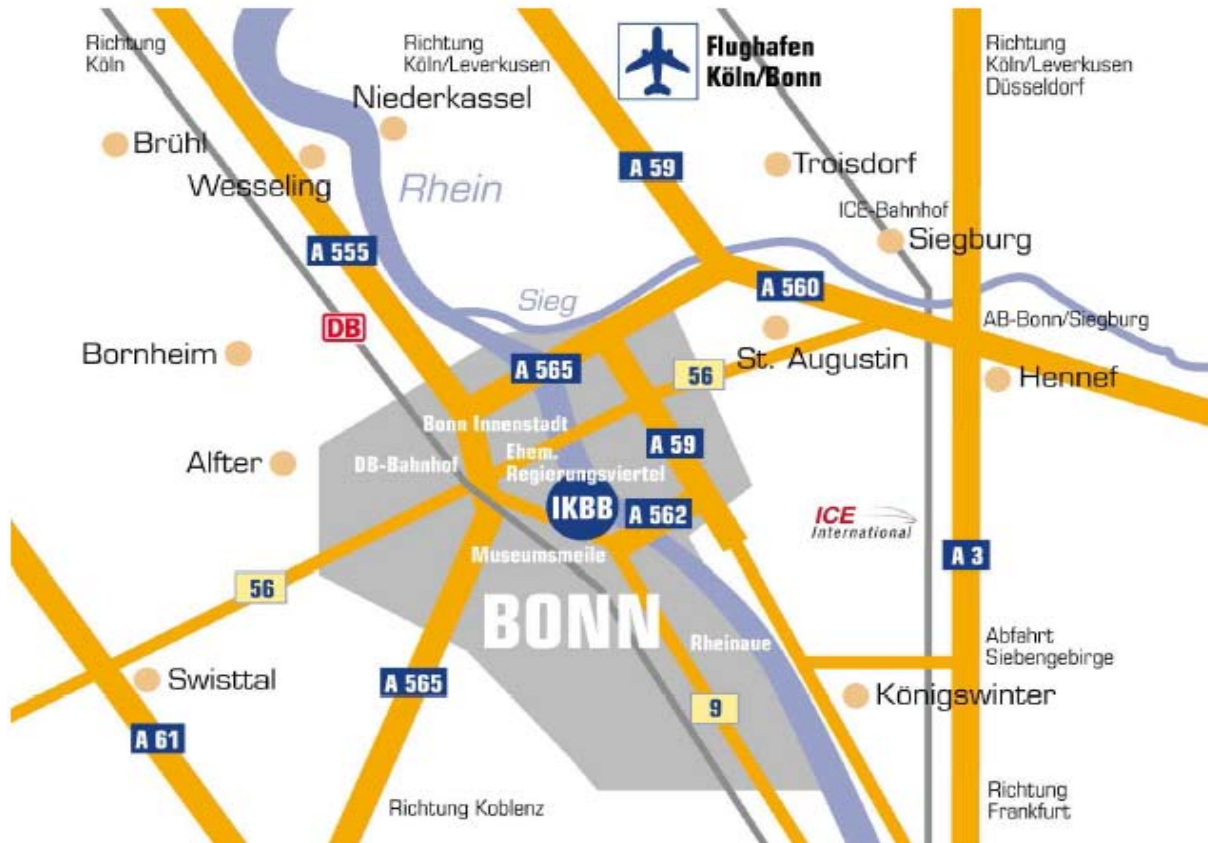 Richtung
Köln
Richtung
Köln/Leverkusen
Flughafen
Köln/Bonn
Richtung
Köln/Leverkusen
Düsseldorf
Niederkassel
Brühl
Wesseling
Rhein
A 59
Troisdorf
ICE-Bahnhof
Siegburg
A 555
A 560
Sieg
DB
AB-Bonn/Siegburg
Bornheim
A 565
56
St. Augustin
Hennef
Bonn Innenstadt
A 59
Alfter
DB-Bahnhof
Ehem.
Regierungsviertel
IKBB
A 562
ICE
International
Museumsmeile
A 3
56
BONN
Rheinaue
Abfahrt
Siebengebirge
Swisttal
A 565
Königswinter
9
A 61
Richtung Koblenz
Richtung
Frankfurt